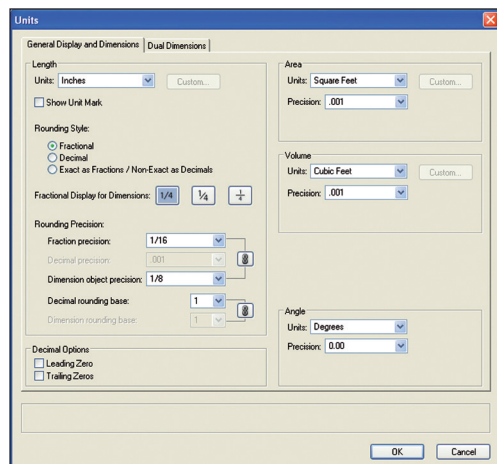 Units
General Display and Dimensions
Dual Dimensions
Length
Units: Inches
Custom...
Show Unit Mark
Rounding Style:
Fractional
Decimal
Exact as Fractions / Non-Exact as Decimals
Fractional Display for Dimensions: 1/4 1/4 1/4
Rounding Precision:
Fraction precision: 1/16
Decimal precision: .001
Dimension object precision: 1/8
Decimal rounding base: 1
Dimension rounding base: 1
Decimal Options
Leading Zero
Trailing Zeros
Area
Units: Square Feet
Custom...
Precision: .001
Volume
Units: Cubic Feet
Custom...
Precision: .001
Angle
Units: Degrees
Precision: 0.00
OK
Cancel